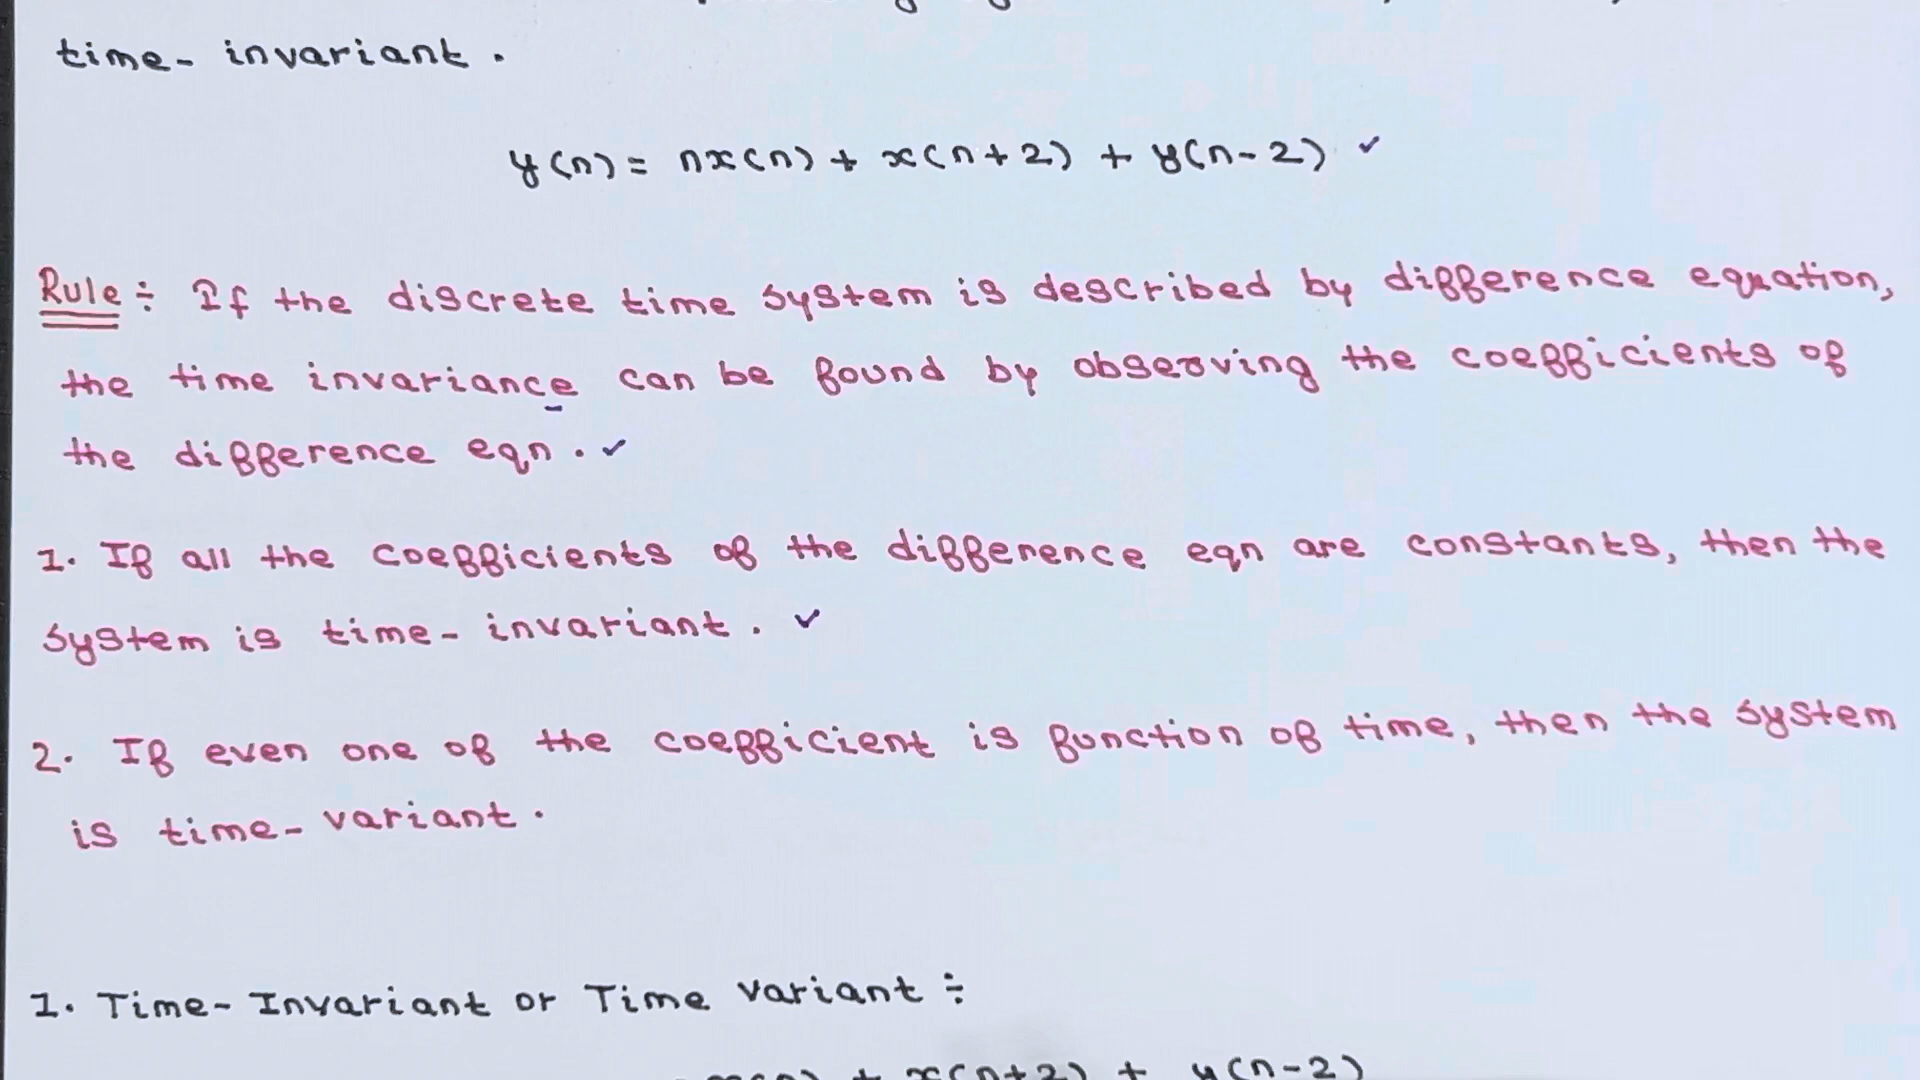 time- invariant.
y(n) = nx(n) + x(n+2) + y(n-2) ✓
Rule ÷ If the discrete time system is described by difference equation,
the time invariance can be found by observing the coefficients of
the difference eqn. ✓
1. If all the coefficients of the difference eqn are constants, then the
system is time- invariant. ✓
2. If even one of the coefficient is function of time, then the system
is time- variant.
1. Time- Invariant or Time variant ÷
x(n) + x(n+2) + y(n-2)